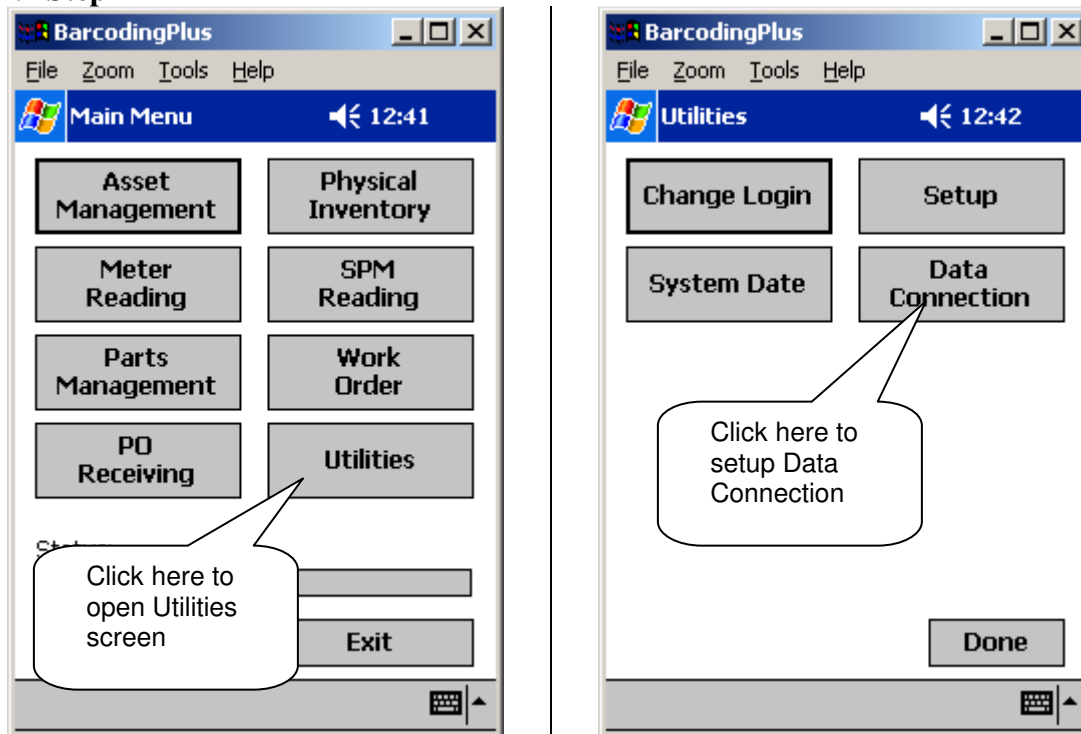 BarcodingPlus
File Zoom Tools Help
Main Menu 12:41
Asset
Management
Physical
Inventory
Meter
Reading
SPM
Reading
Parts
Management
Work
Order
PO
Receiving
Utilities
Click here to
open Utilities
screen
Exit
BarcodingPlus
File Zoom Tools Help
Utilities 12:42
Change Login
Setup
System Date
Data
Connection
Click here to
setup Data
Connection
Done